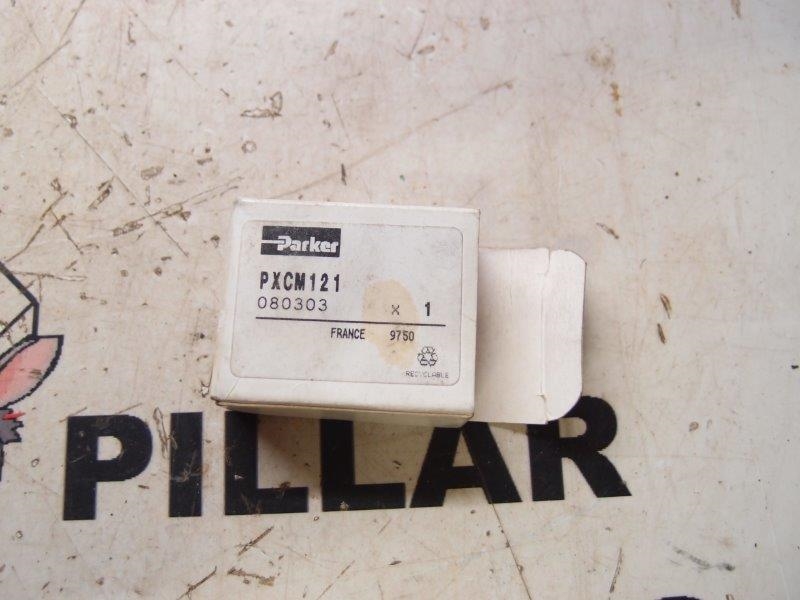 Parker
PXCM121
080303 x 1
FRANCE 9750
RECYCLABLE
PILLAR